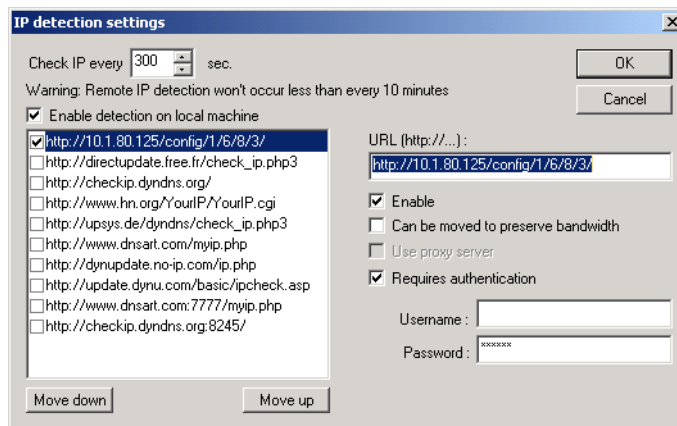 IP detection settings
Check IP every 300 sec.
OK
Warning: Remote IP detection won't occur less than every 10 minutes
Cancel
Enable detection on local machine
http://10.1.80.125/config/1/6/8/3/
http://directupdate.free.fr/check_ip.php3
http://checkip.dyndns.org/
http://www.hn.org/YourIP/YourIP.cgi
http://upsys.de/dyndns/check_ip.php3
http://www.dnsart.com/myip.php
http://dynupdate.no-ip.com/ip.php
http://update.dynu.com/basic/ipcheck.asp
http://www.dnsart.com:7777/myip.php
http://checkip.dyndns.org:8245/
URL (http://...) :
http://10.1.80.125/config/1/6/8/3/
Enable
Can be moved to preserve bandwidth
Use proxy server
Requires authentication
Username :
Password : ******
Move down
Move up